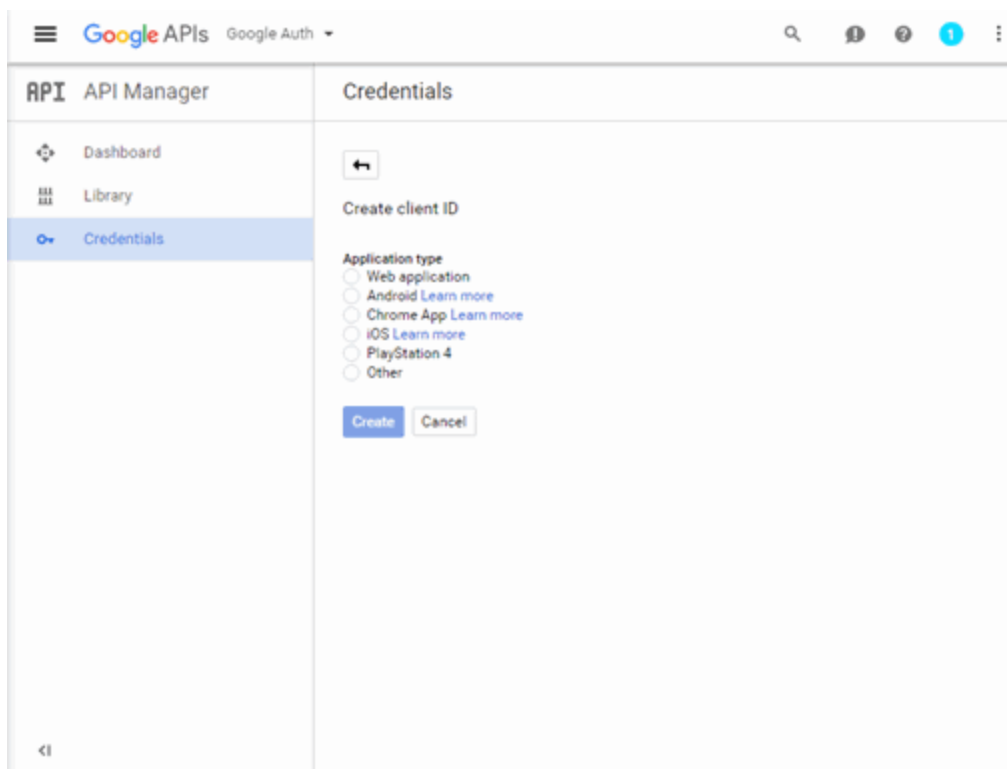 Google APIs Google Auth
1
API API Manager
Credentials
Dashboard
Library
Credentials
Create client ID
Application type
Web application
Android Learn more
Chrome App Learn more
iOS Learn more
PlayStation 4
Other
Create Cancel